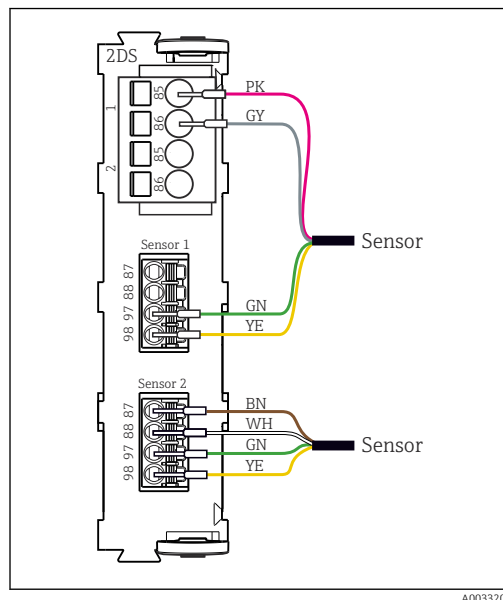 2DS
1
85
PK
86
GY
2
85
86
Sensor
Sensor 1
87
88
97
GN
98
YE
Sensor 2
87
BN
88
WH
97
GN
Sensor
98
YE